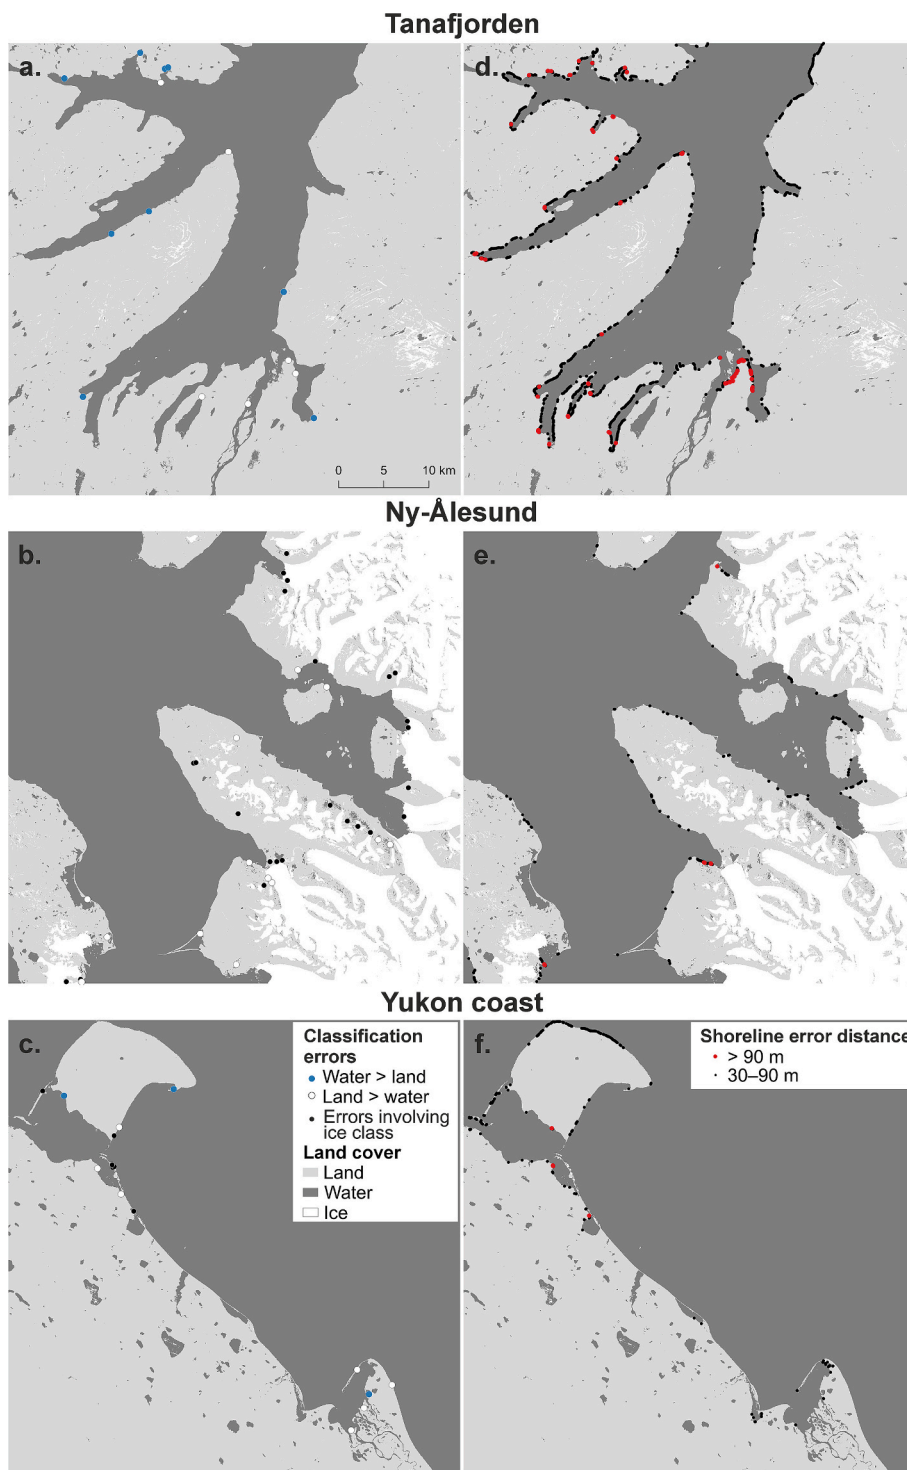 Tanafjorden
a.
d.
0 5 10 km
Ny-Ålesund
b.
e.
Yukon coast
c.
f.
Classification
errors
Water > land
Land > water
Errors involving
ice class
Land cover
Land
Water
Ice
Shoreline error distance
> 90 m
30–90 m